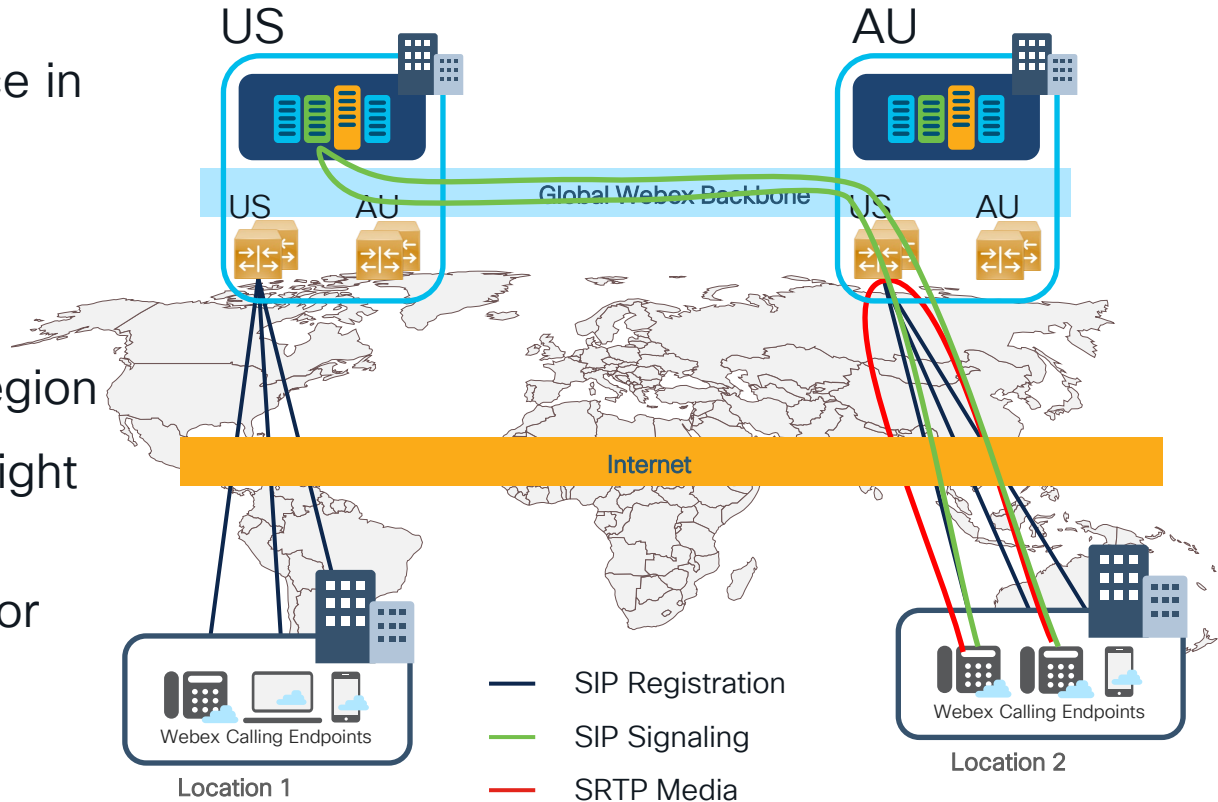 US
AU
ce in
Global Webex Backbone
US
AU
US
AU
egion
Internet
ight
or
Webex Calling Endpoints
Location 1
SIP Registration
SIP Signaling
SRTP Media
Webex Calling Endpoints
Location 2